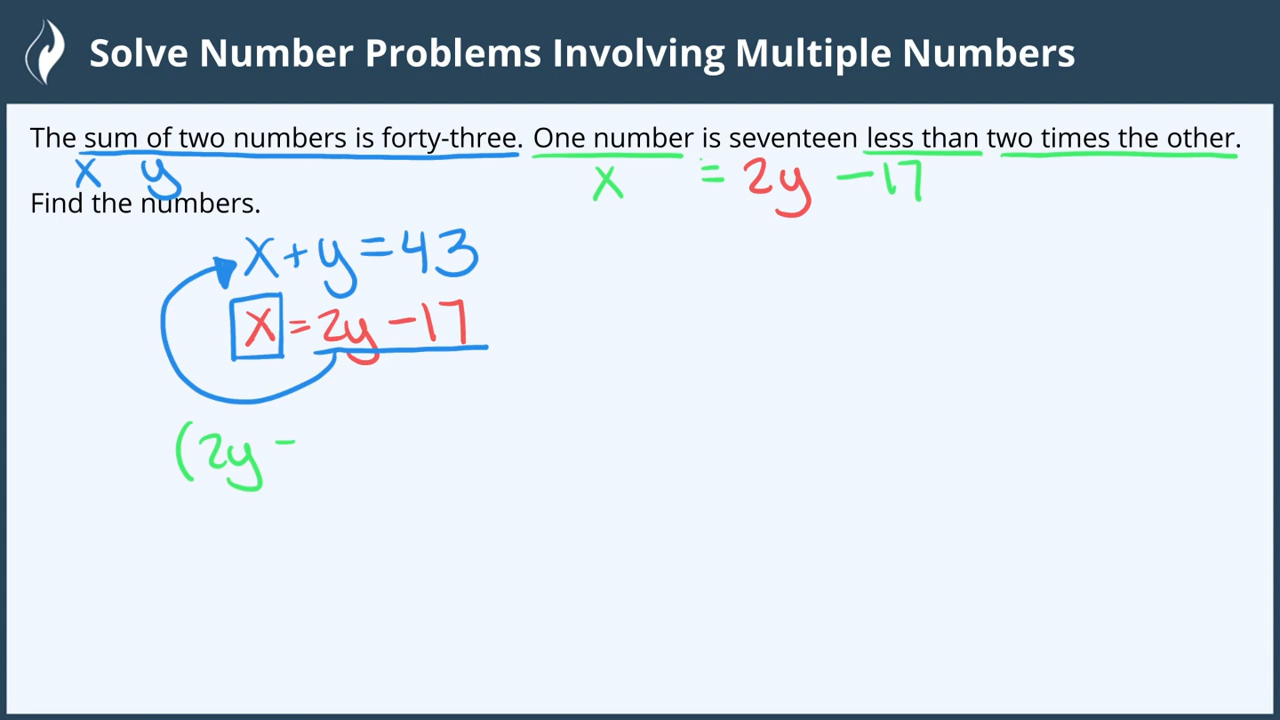 Solve Number Problems Involving Multiple Numbers
The sum of two numbers is forty-three. One number is seventeen less than two times the other.
x y x = 2y - 17
Find the numbers.
x + y = 43
x = 2y - 17
(2y -